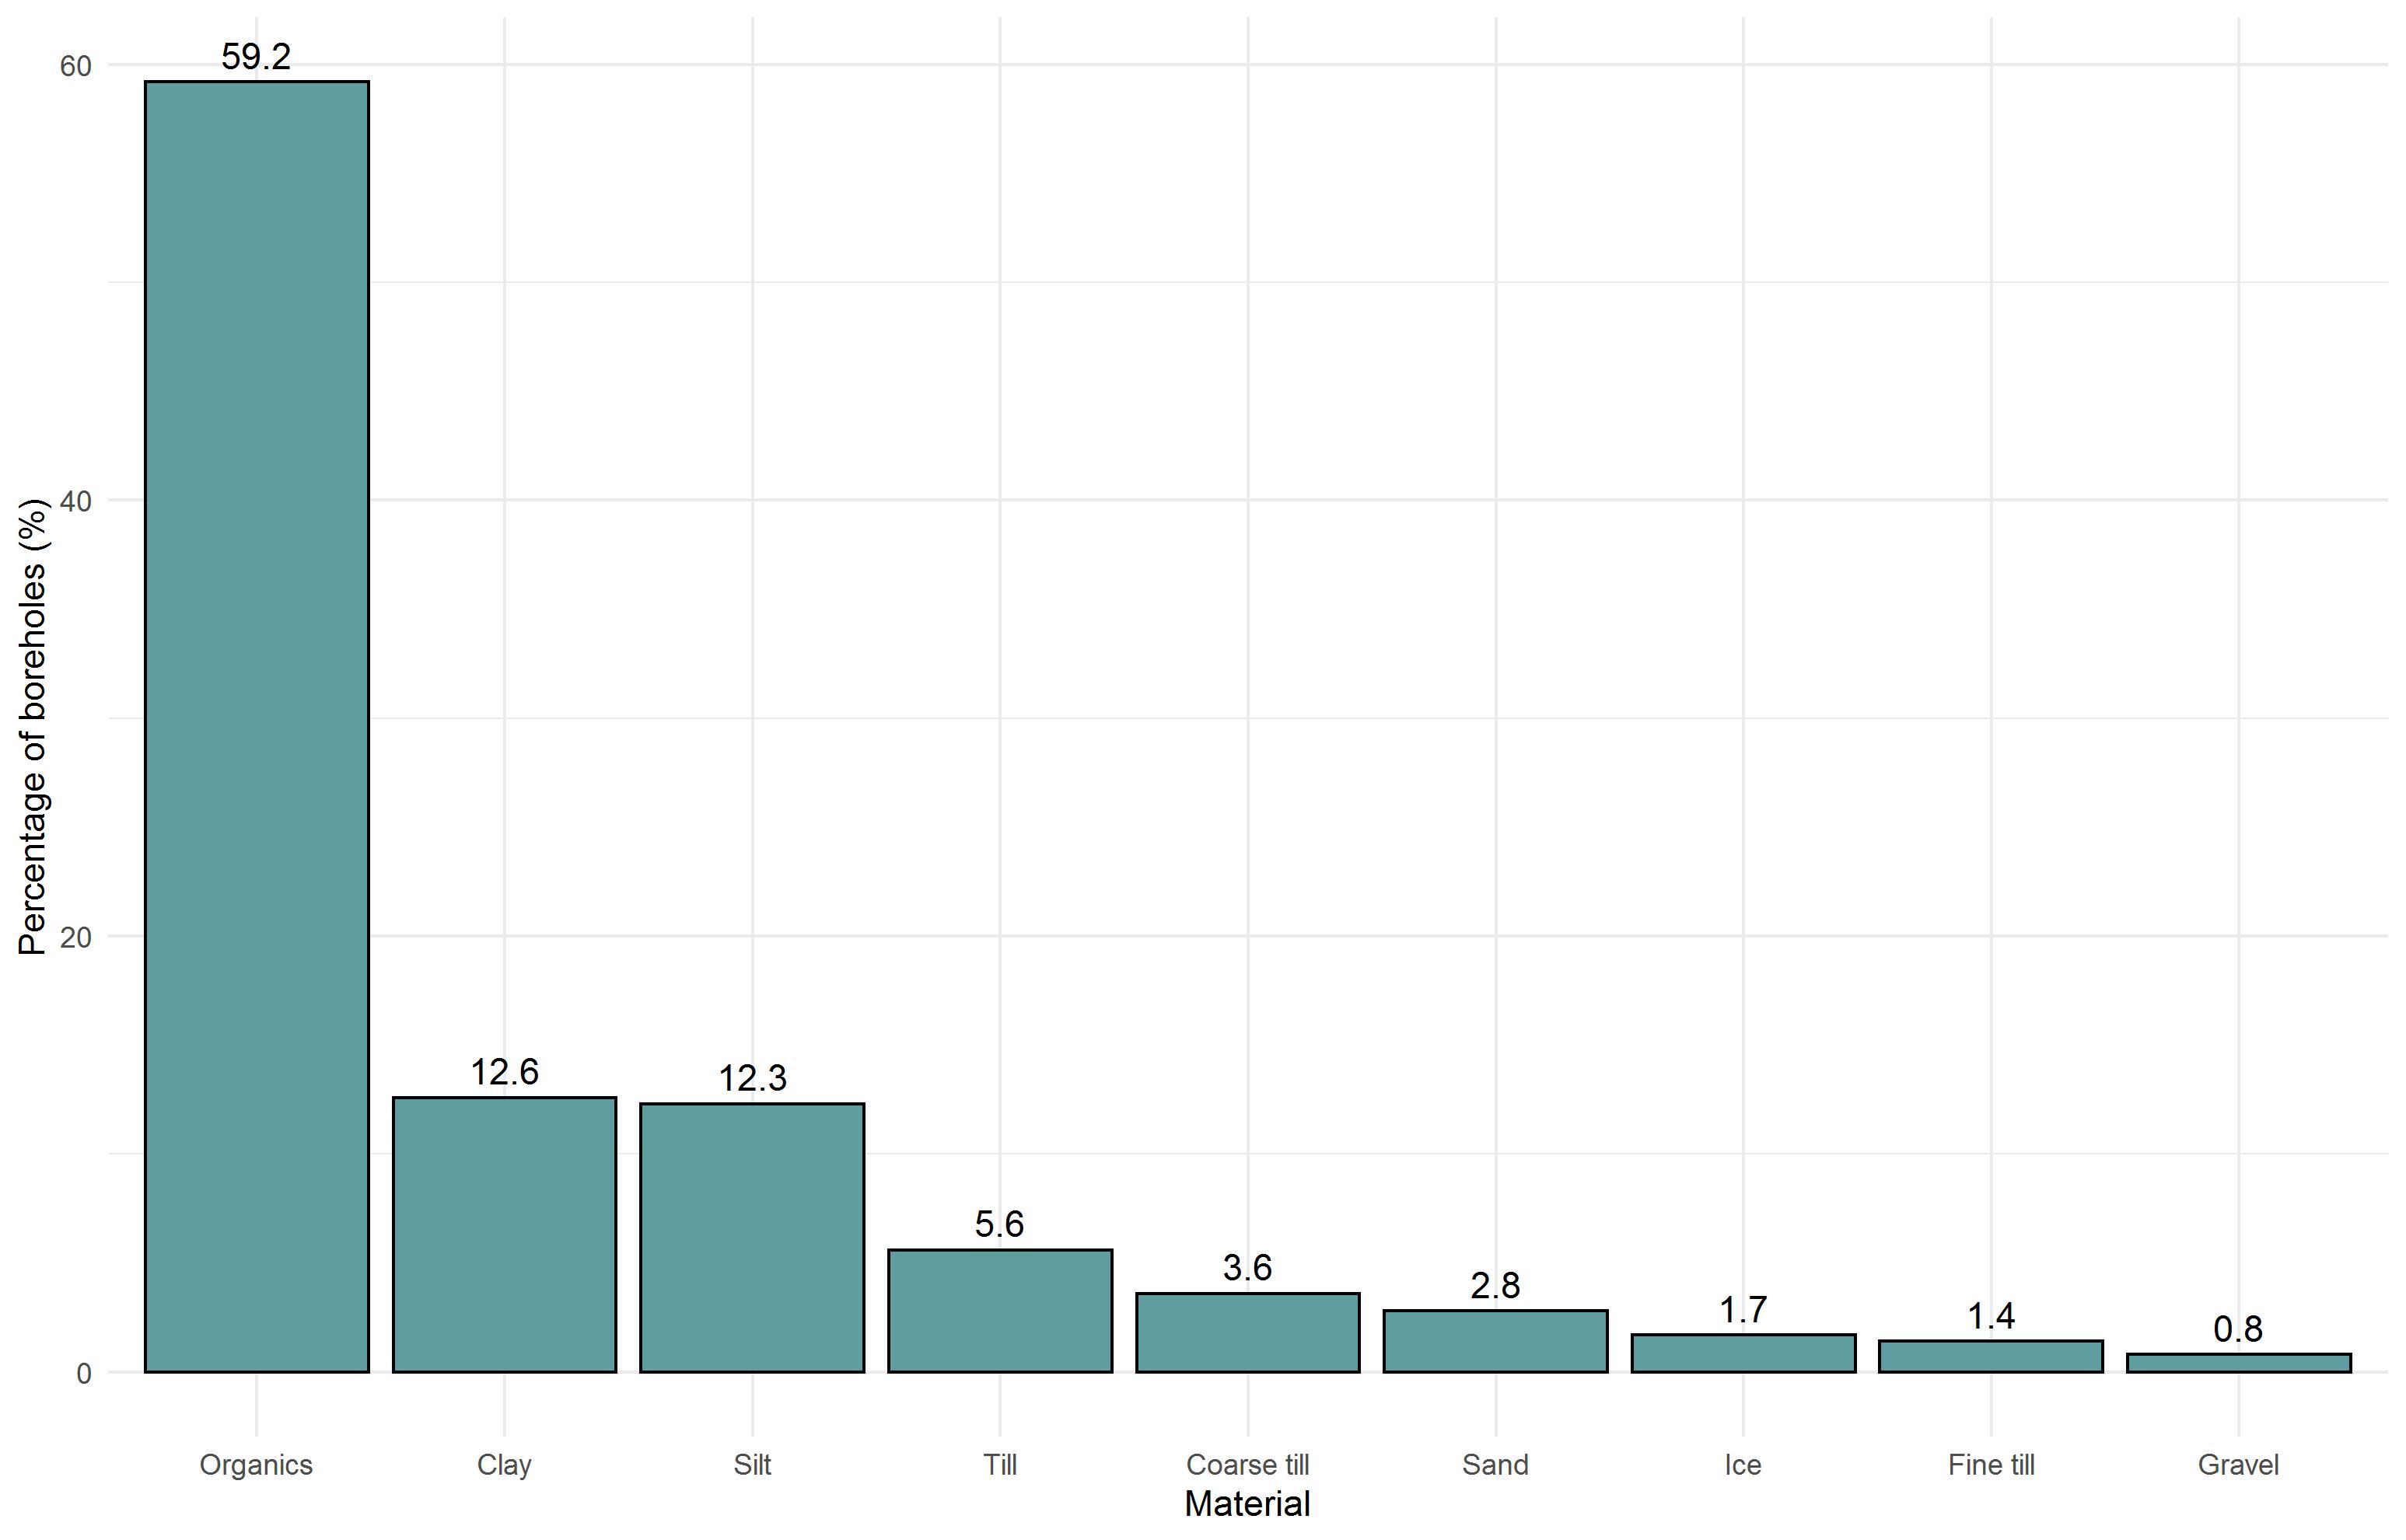 Percentage of boreholes (%)
60
40
20
0
59.2
12.6
12.3
5.6
3.6
2.8
1.7
1.4
0.8
Organics
Clay
Silt
Till
Coarse till
Sand
Ice
Fine till
Gravel
Material